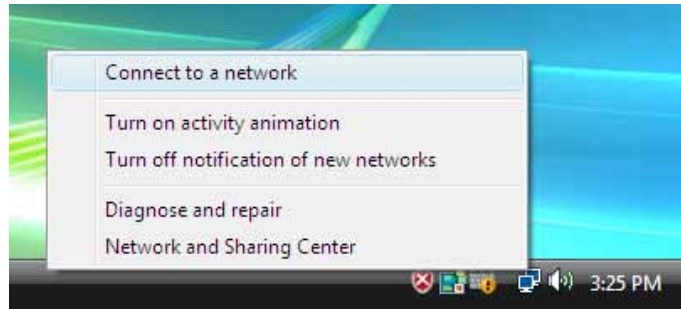 Connect to a network
Turn on activity animation
Turn off notification of new networks
Diagnose and repair
Network and Sharing Center
3:25 PM